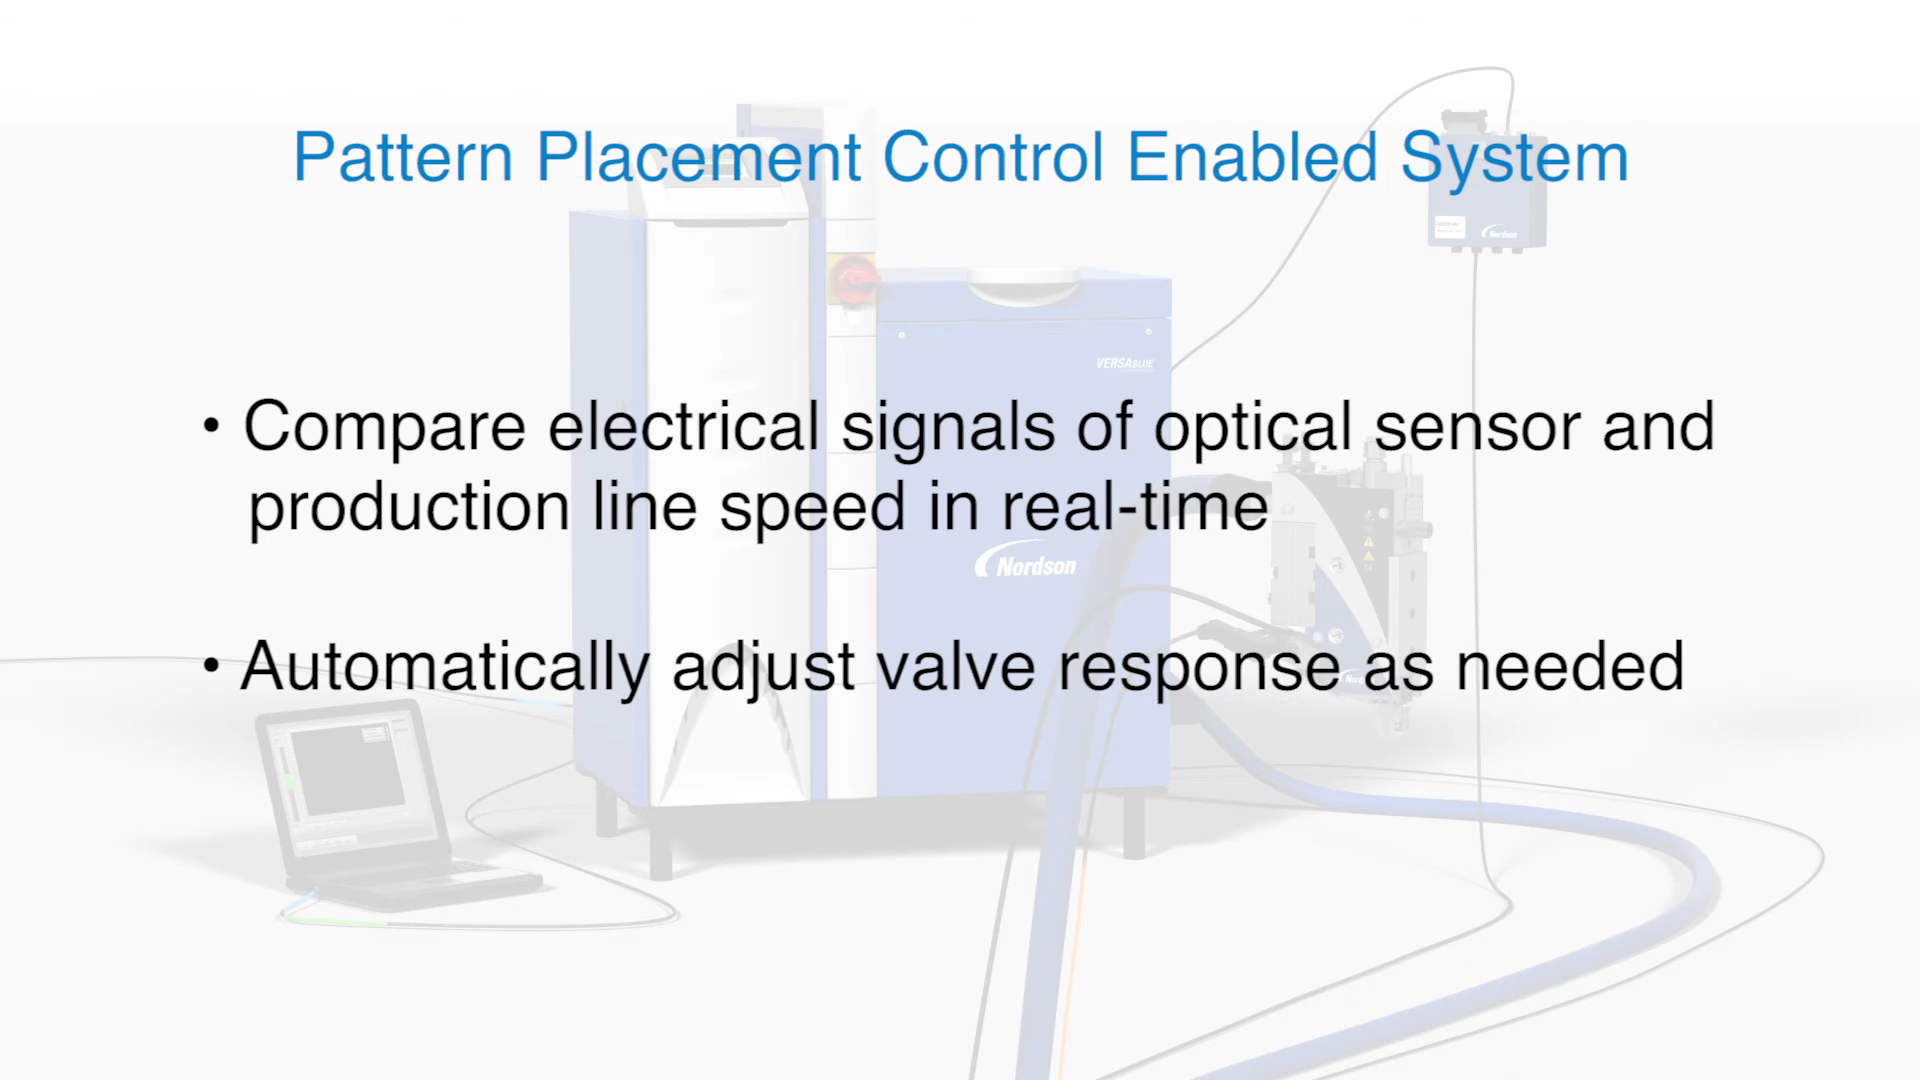 Pattern Placement Control Enabled System
• Compare electrical signals of optical sensor and
production line speed in real-time
• Automatically adjust valve response as needed
VERSABLUE
Nordson
Nordson